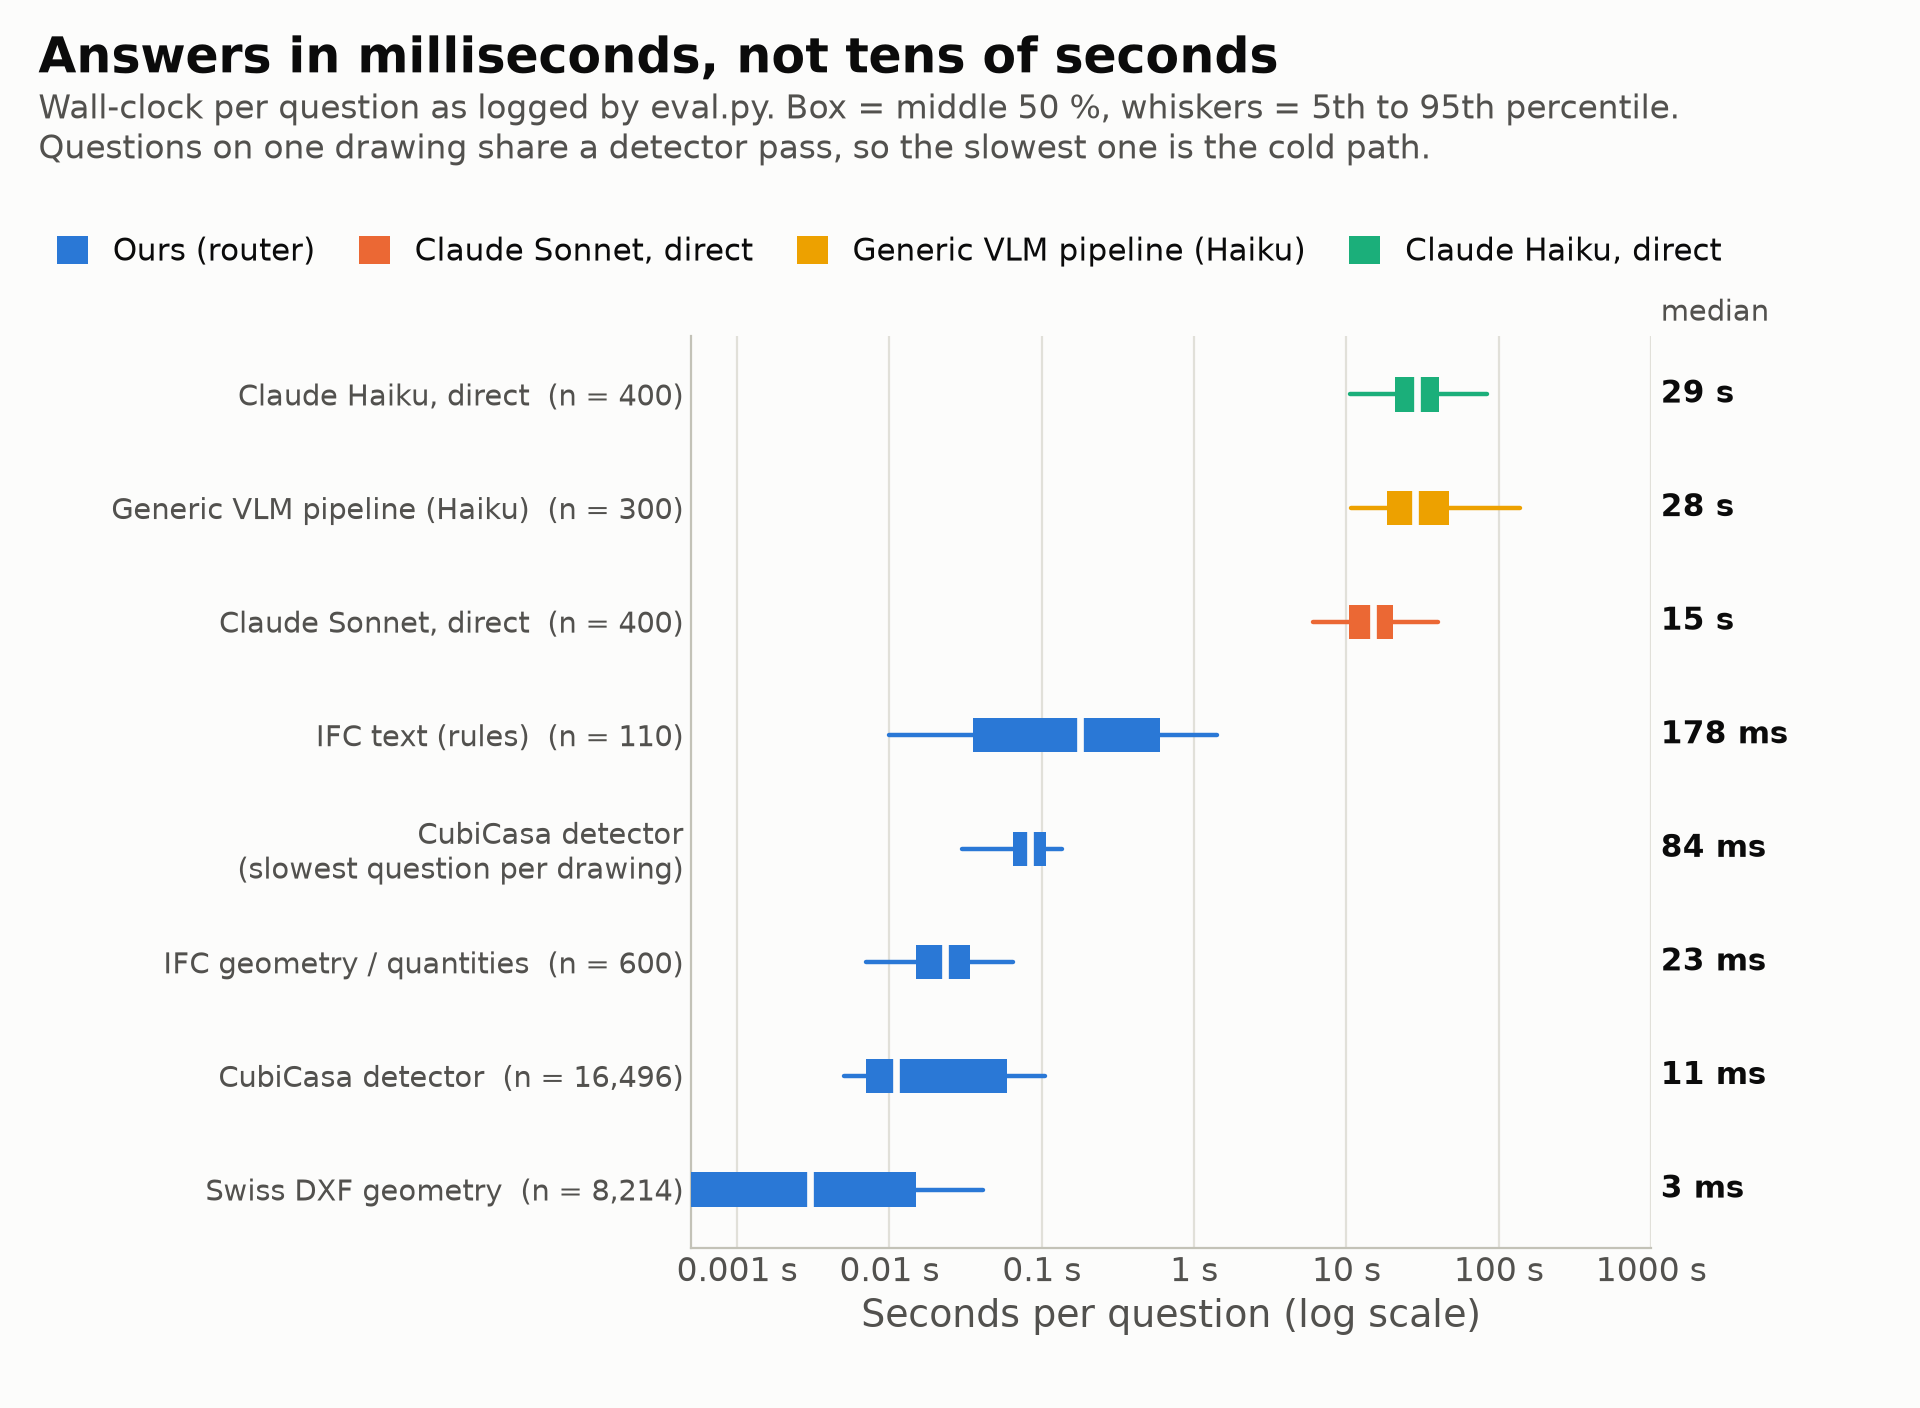 Answers in milliseconds, not tens of seconds
Wall-clock per question as logged by eval.py. Box = middle 50 %, whiskers = 5th to 95th percentile.
Questions on one drawing share a detector pass, so the slowest one is the cold path.
Ours (router) Claude Sonnet, direct Generic VLM pipeline (Haiku) Claude Haiku, direct
median
Claude Haiku, direct (n = 400) 29 s
Generic VLM pipeline (Haiku) (n = 300) 28 s
Claude Sonnet, direct (n = 400) 15 s
IFC text (rules) (n = 110) 178 ms
CubiCasa detector
(slowest question per drawing) 84 ms
IFC geometry / quantities (n = 600) 23 ms
CubiCasa detector (n = 16,496) 11 ms
Swiss DXF geometry (n = 8,214) 3 ms
0.001 s 0.01 s 0.1 s 1 s 10 s 100 s 1000 s
Seconds per question (log scale)